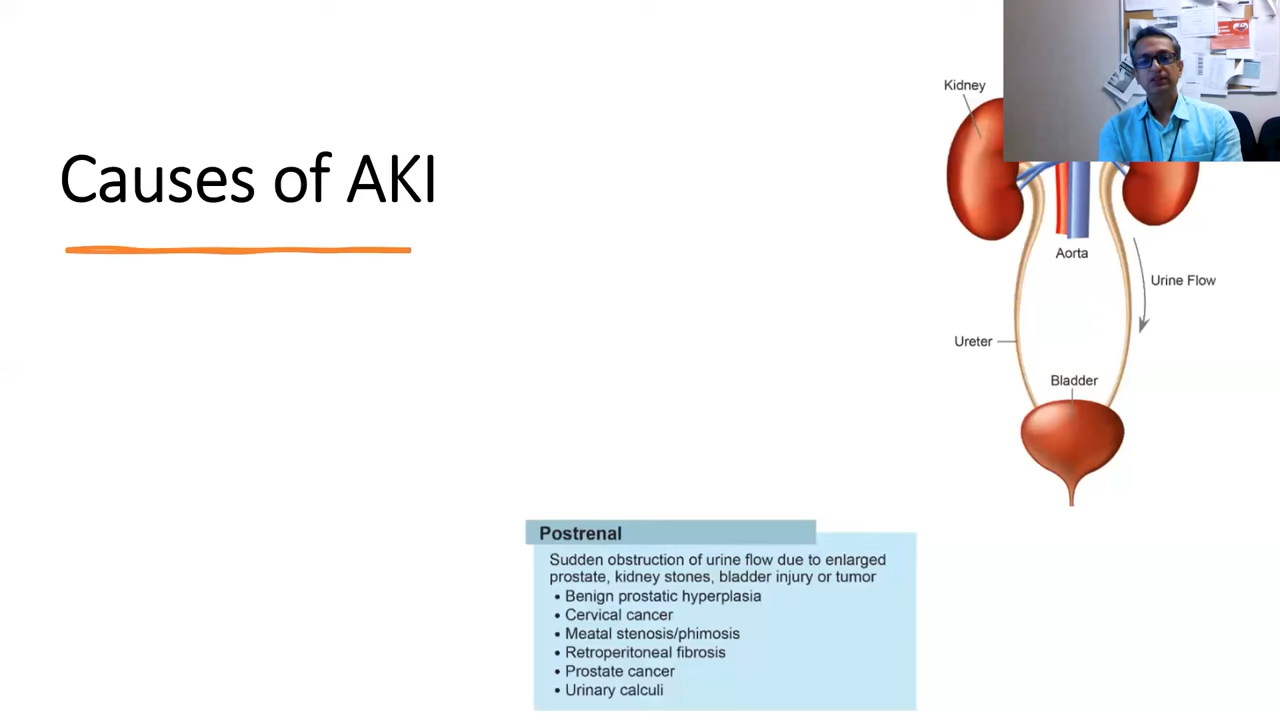 Causes of AKI
Kidney
Aorta
Urine Flow
Ureter
Bladder
Postrenal
Sudden obstruction of urine flow due to enlarged
prostate, kidney stones, bladder injury or tumor
• Benign prostatic hyperplasia
• Cervical cancer
• Meatal stenosis/phimosis
• Retroperitoneal fibrosis
• Prostate cancer
• Urinary calculi